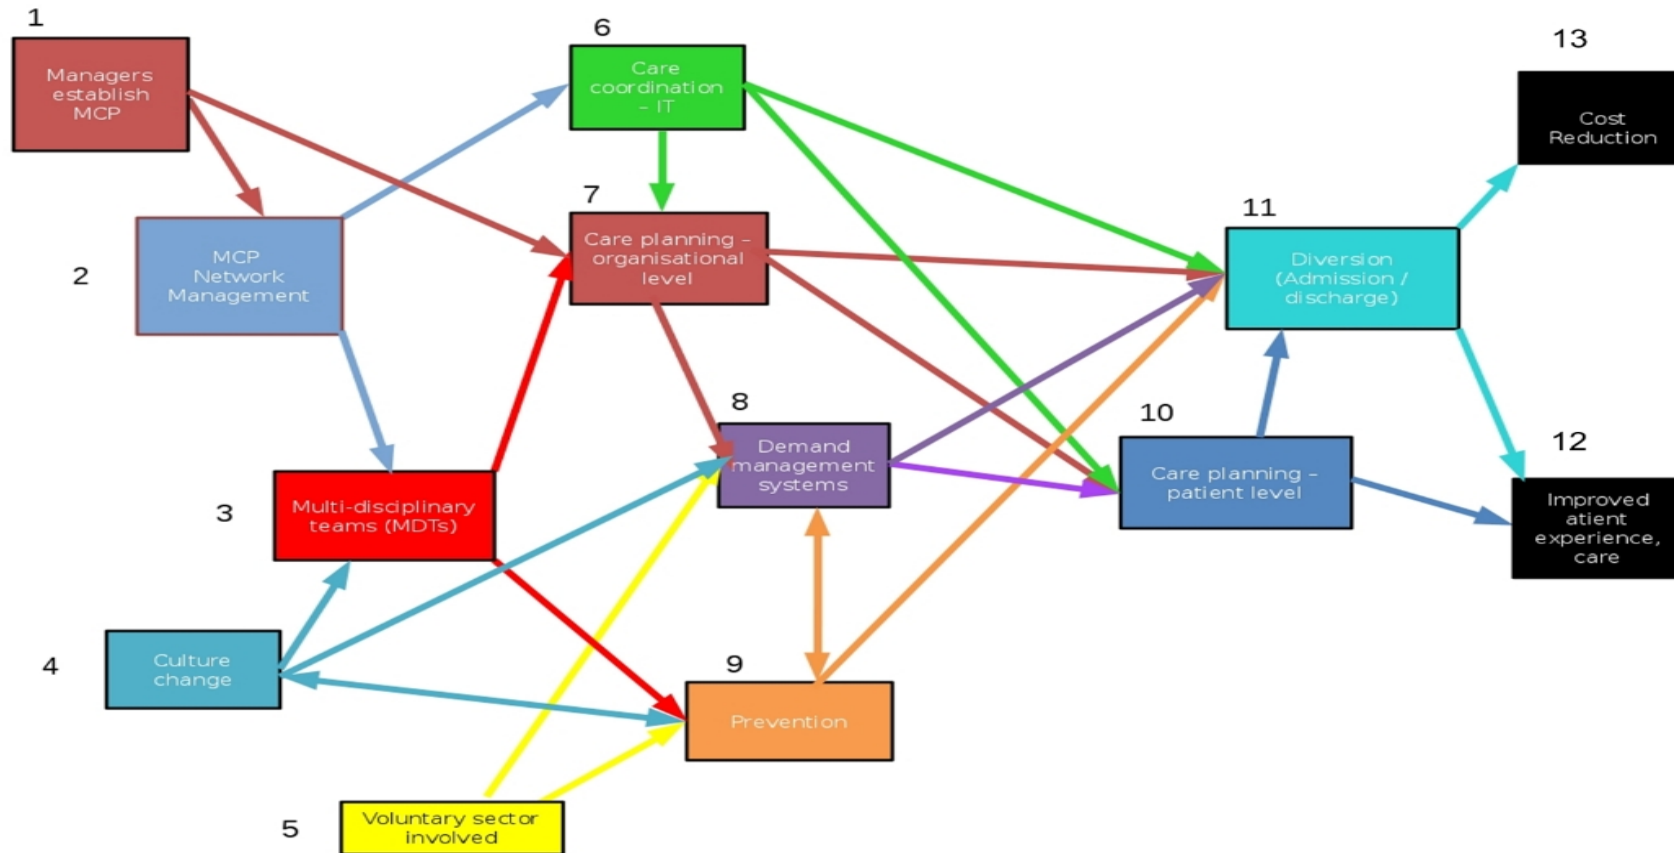 1
Managers
establish
MCP
2
MCP
Network
Management
3
Multi-disciplinary
teams (MDTs)
4
Culture
change
5
Voluntary sector
involved
6
Care
coordination
– IT
7
Care planning –
organisational
level
8
Demand
management
systems
9
Prevention
10
Care planning –
patient level
11
Diversion
(Admission /
discharge)
12
Improved
atient
experience,
care
13
Cost
Reduction